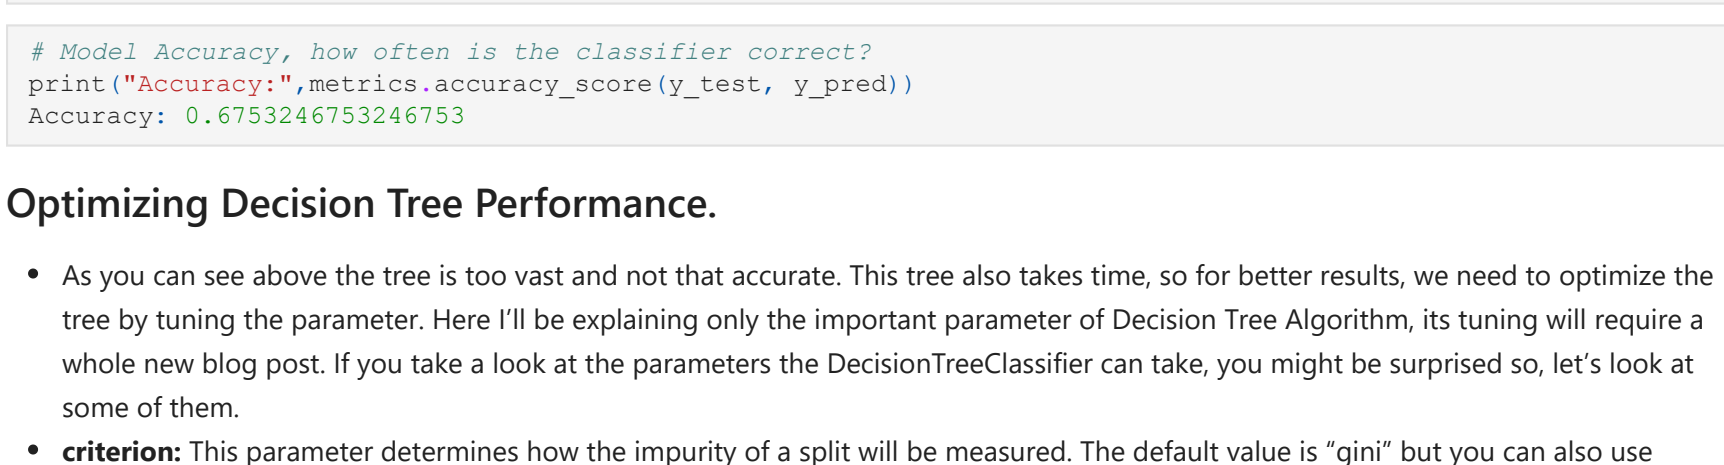 # Model Accuracy, how often is the classifier correct?
print("Accuracy:",metrics.accuracy_score(y_test, y_pred))
Accuracy: 0.6753246753246753
Optimizing Decision Tree Performance.
• As you can see above the tree is too vast and not that accurate. This tree also takes time, so for better results, we need to optimize the
tree by tuning the parameter. Here I’ll be explaining only the important parameter of Decision Tree Algorithm, its tuning will require a
whole new blog post. If you take a look at the parameters the DecisionTreeClassifier can take, you might be surprised so, let’s look at
some of them.
• criterion: This parameter determines how the impurity of a split will be measured. The default value is “gini” but you can also use